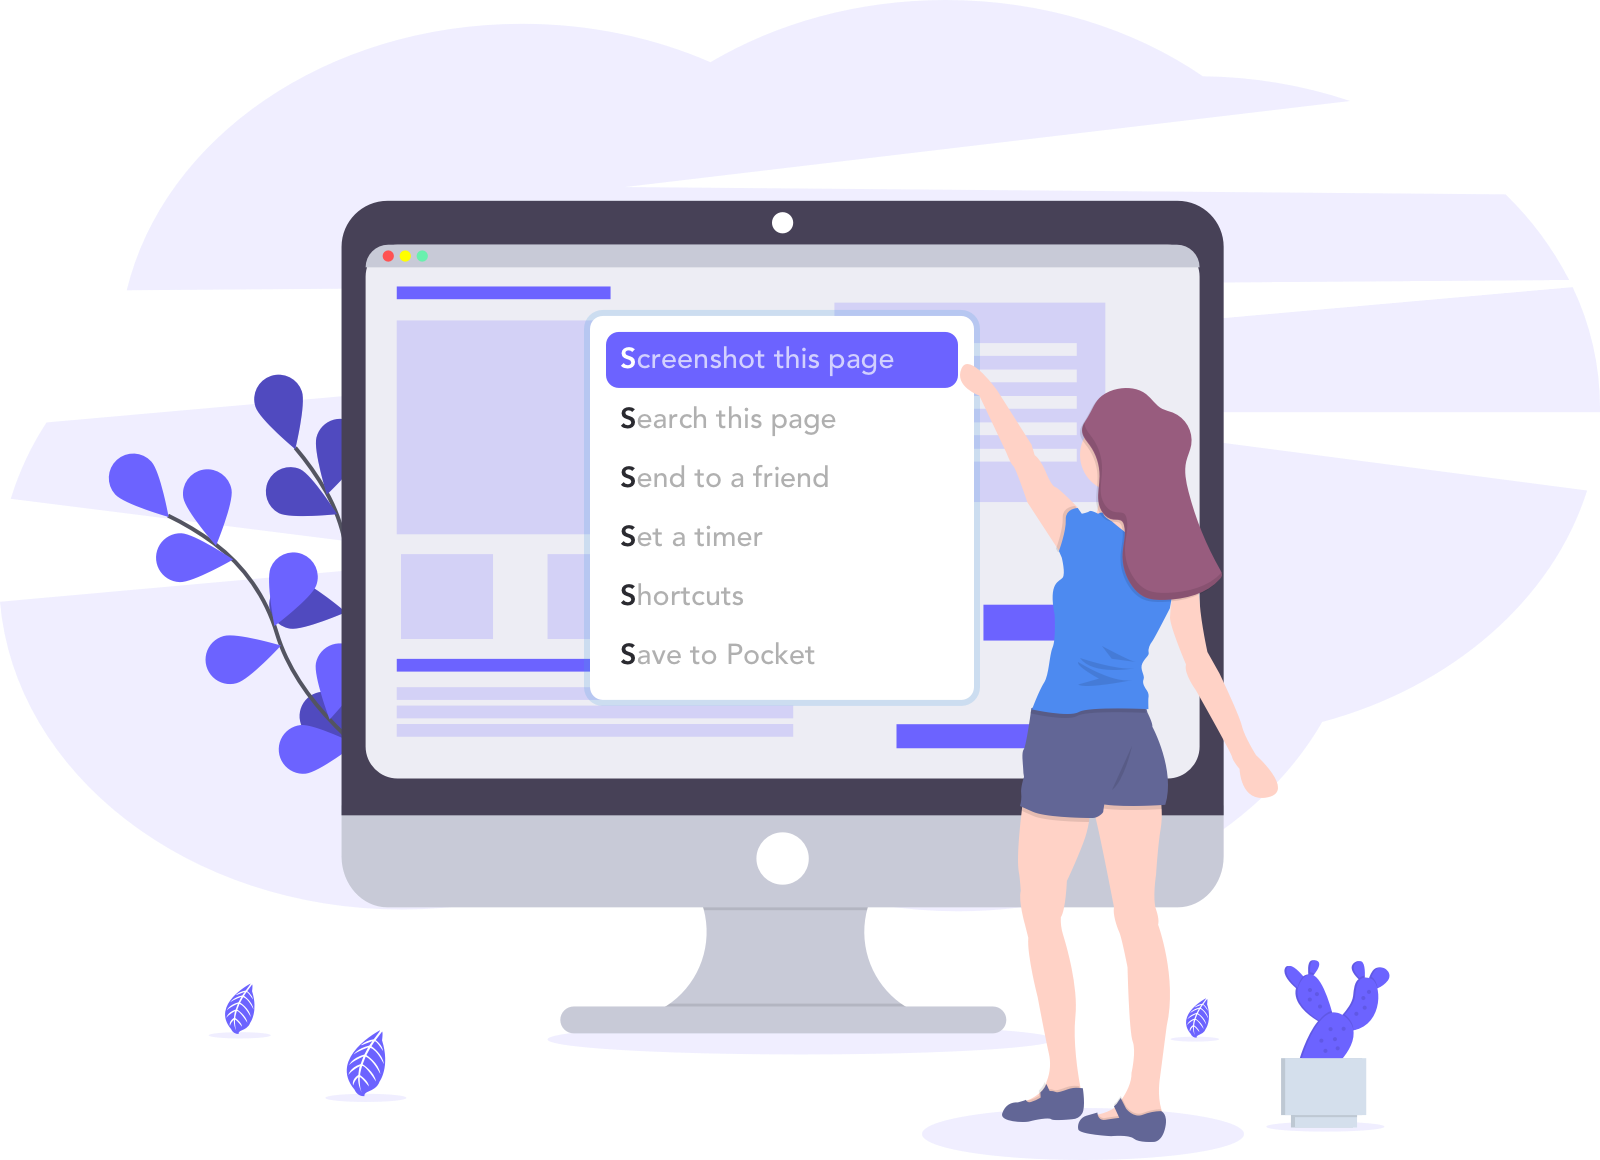 Screenshot this page
Search this page
Send to a friend
Set a timer
Shortcuts
Save to Pocket